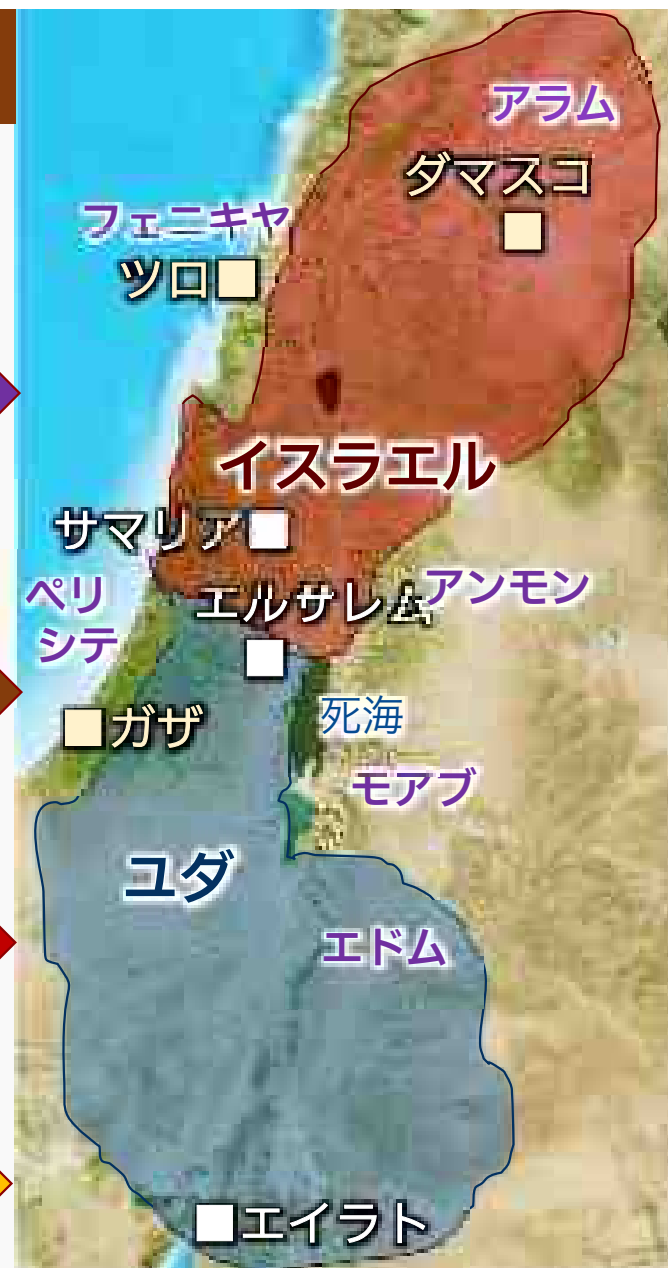 アラム
ダマスコ
フェニキヤ
ツロ
イスラエル
サマリア
ペリ
シテ
アンモン
エルサレム
死海
ガザ
モアブ
ユダ
エドム
エイラト